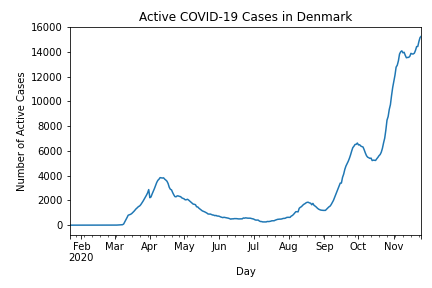 Active COVID-19 Cases in Denmark
Number of Active Cases
16000
14000
12000
10000
8000
6000
4000
2000
0
Feb Mar Apr May Jun Jul Aug Sep Oct Nov
2020
Day